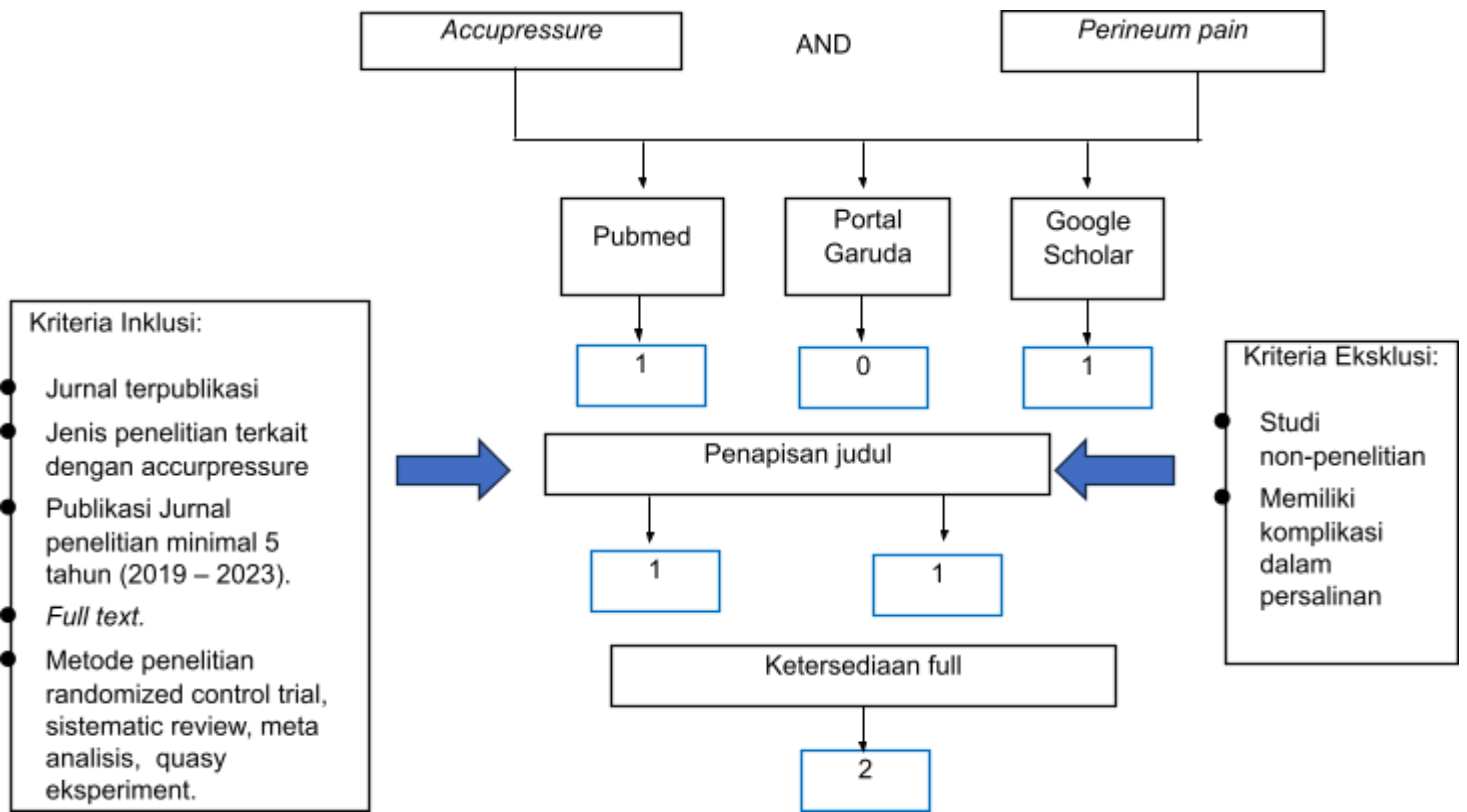 Accupressure
AND
Perineum pain
Pubmed
Portal
Garuda
Google
Scholar
1
0
1
Kriteria Inklusi:
● Jurnal terpublikasi
● Jenis penelitian terkait
dengan accurpressure
● Publikasi Jurnal
penelitian minimal 5
tahun (2019 – 2023).
● Full text.
● Metode penelitian
randomized control trial,
sistematic review, meta
analisis, quasy
eksperiment.
Penapisan judul
Kriteria Eksklusi:
● Studi
non-penelitian
● Memiliki
komplikasi
dalam
persalinan
1
1
Ketersediaan full
2